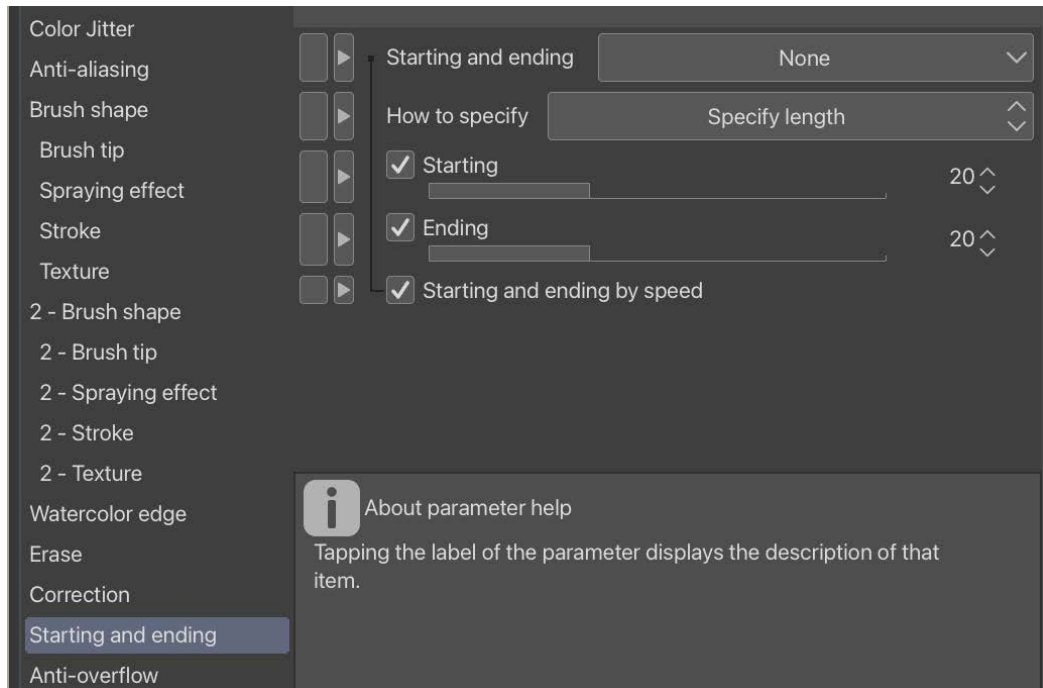 Color Jitter
Anti-aliasing
Brush shape
Brush tip
Spraying effect
Stroke
Texture
2 - Brush shape
2 - Brush tip
2 - Spraying effect
2 - Stroke
2 - Texture
Watercolor edge
Erase
Correction
Starting and ending
Anti-overflow
Starting and ending None
How to specify Specify length
Starting 20
Ending 20
Starting and ending by speed
About parameter help
Tapping the label of the parameter displays the description of that
item.